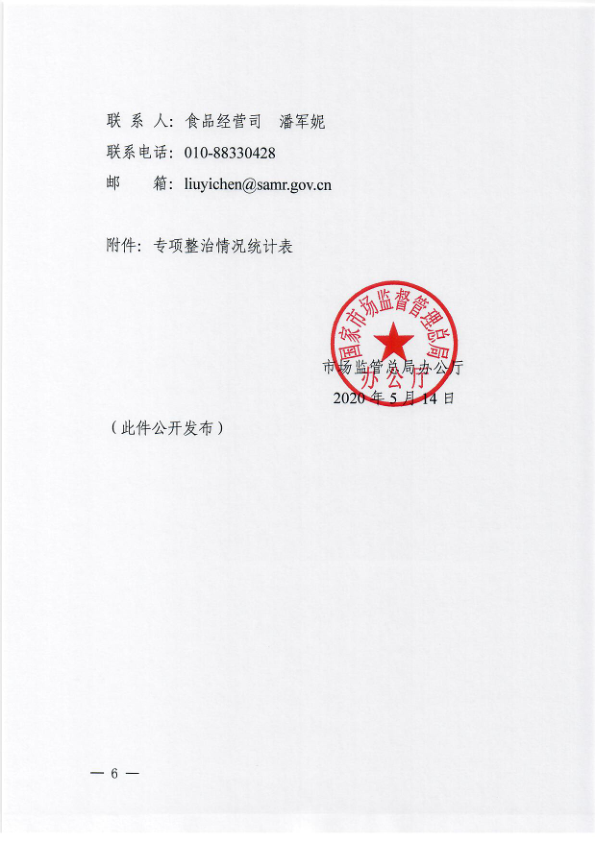 联 系 人：食品经营司　潘军妮
联系电话：010-88330428
邮　　箱：liuyichen@samr.gov.cn
附件：专项整治情况统计表
国家市场监督管理总局
市场监管总局办公厅
办公厅
2020 年 5 月 14 日
（此件公开发布）
— 6 —